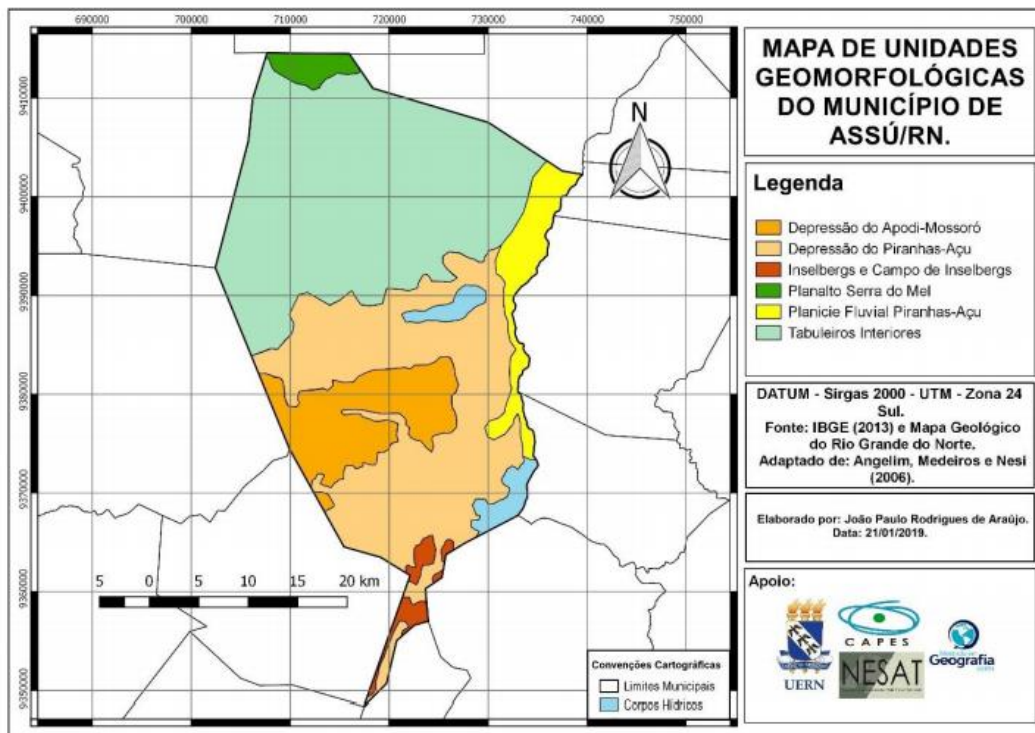 690000 700000 710000 720000 730000 740000 750000
9410000
9400000
9390000
9380000
9370000
9360000
9350000
N
5 0 5 10 15 20 km
Convenções Cartográficas
Limites Municipais
Corpos Hídricos
MAPA DE UNIDADES
GEOMORFOLÓGICAS
DO MUNICÍPIO DE
ASSÚ/RN.
Legenda
Depressão do Apodi-Mossoró
Depressão do Piranhas-Açu
Inselbergs e Campo de Inselbergs
Planalto Serra do Mel
Planicie Fluvial Piranhas-Açu
Tabuleiros Interiores
DATUM - Sirgas 2000 - UTM - Zona 24
Sul.
Fonte: IBGE (2013) e Mapa Geológico
do Rio Grande do Norte.
Adaptado de: Angelim, Medeiros e Nesi
(2006).
Elaborado por: João Paulo Rodrigues de Araújo.
Data: 21/01/2019.
Apoio:
UERN
CAPES
NESAT
Geografia